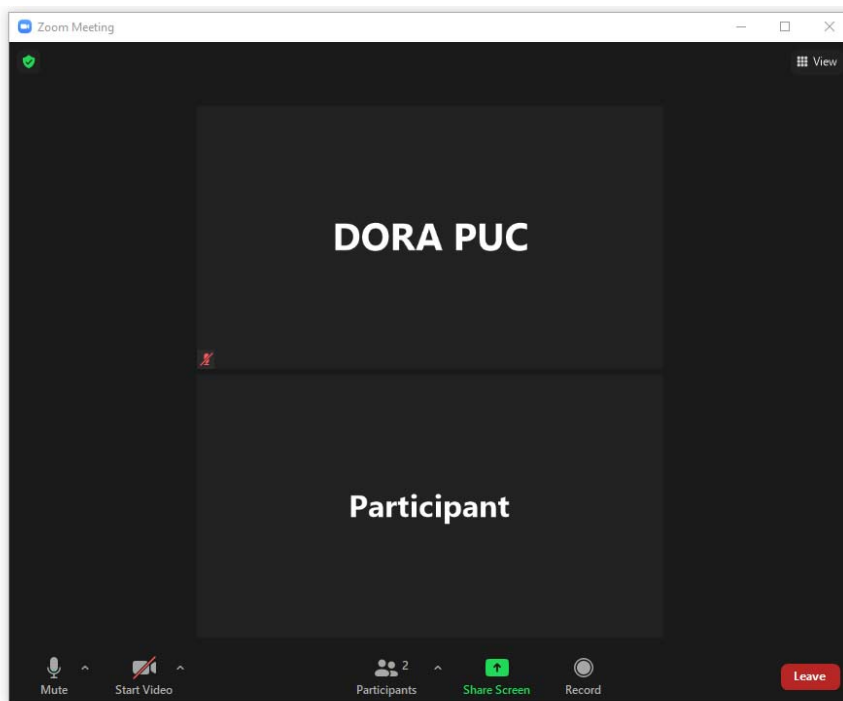 Zoom Meeting
View
DORA PUC
Participant
Mute
Start Video
Participants 2
Share Screen
Record
Leave